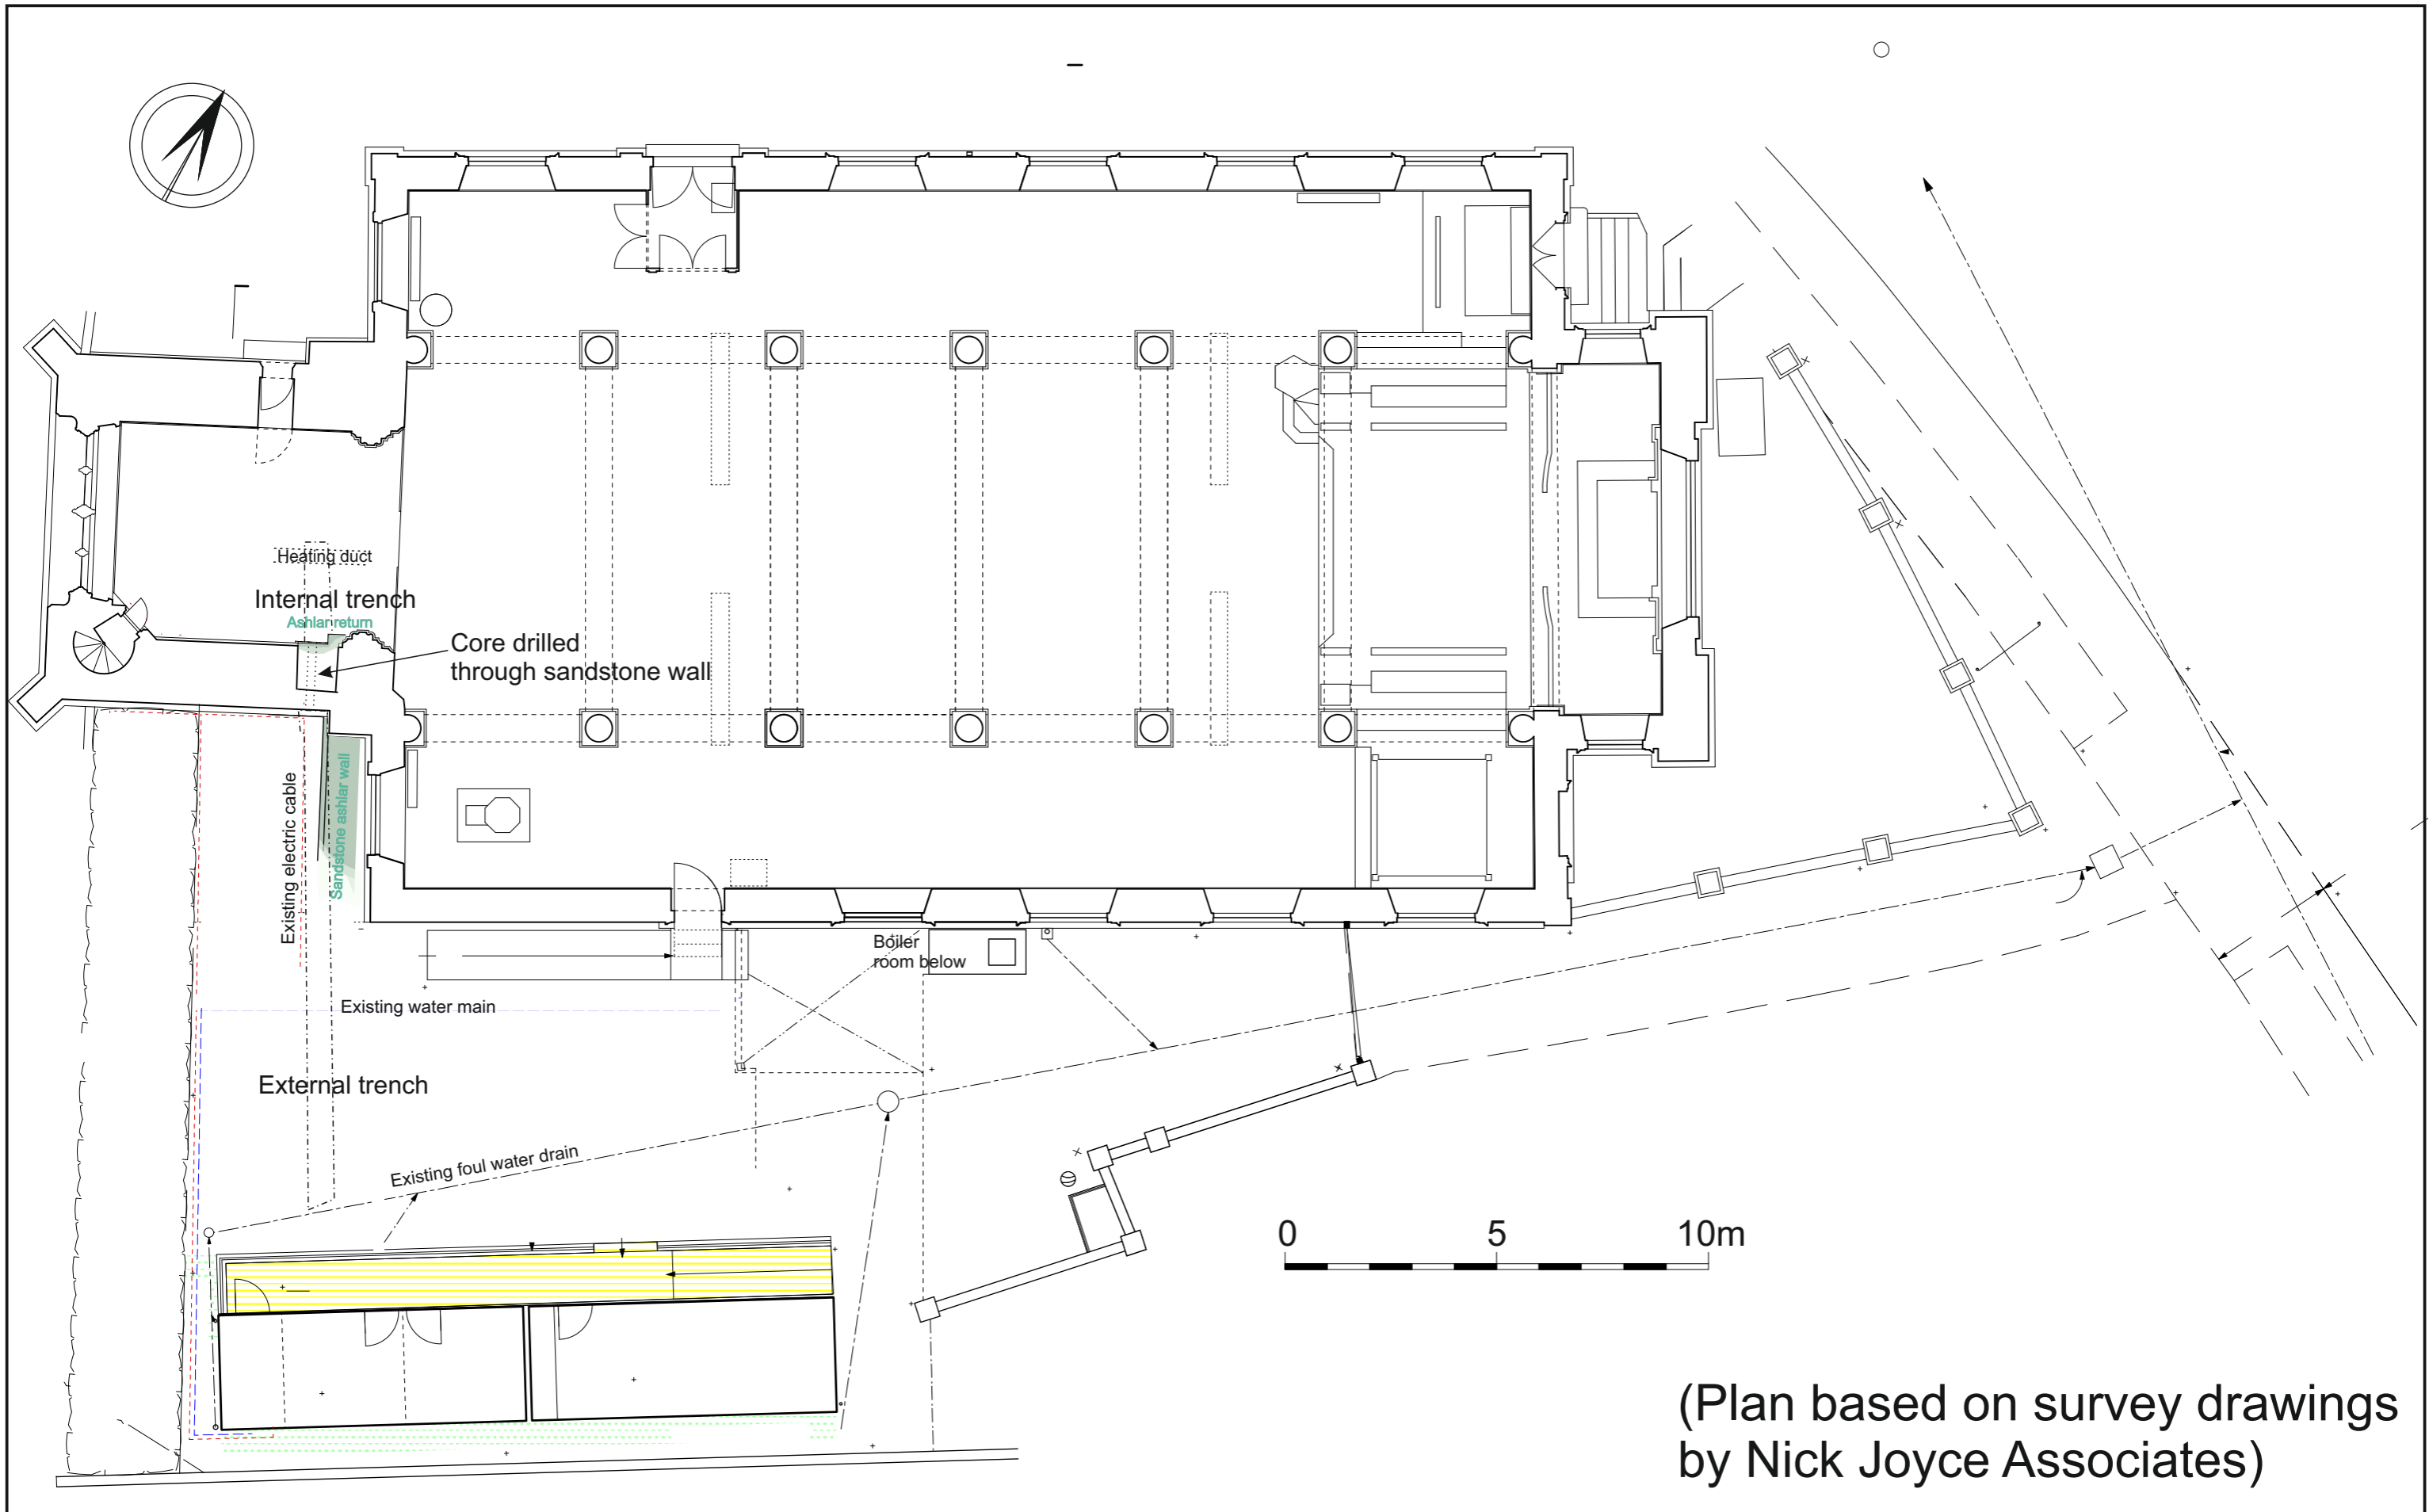 Heating duct
Internal trench
Ashlar return
Core drilled
through sandstone wall
Existing electric cable
Sandstone ashlar wall
Boiler
room below
Existing water main
External trench
Existing foul water drain
0 5 10m
(Plan based on survey drawings
by Nick Joyce Associates)